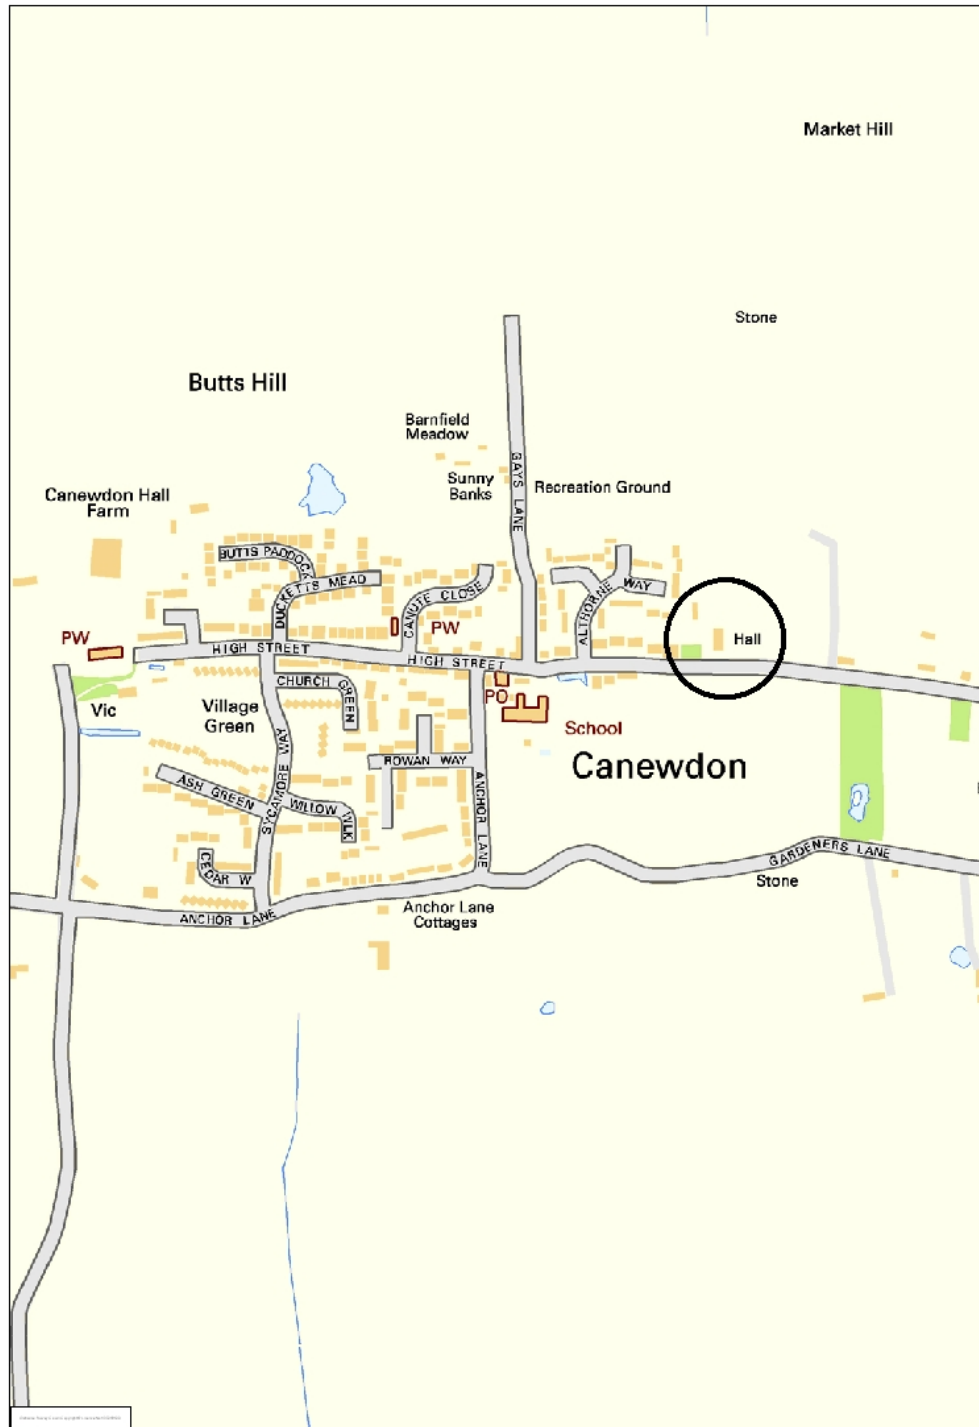 Market Hill
Stone
Butts Hill
Barnfield
Meadow
GAYS LANE
Sunny
Banks
Recreation Ground
Canewdon Hall
Farm
BUTTS PADDOCK
DUCKETTS MEAD
CANUTE CLOSE
ALTHORNE WAY
PW
PW
Hall
HIGH STREET
HIGH STREET
CHURCH GREEN
PO
Vic
Village
Green
School
SYCAMORE WAY
ROWAN WAY
Canewdon
ASH GREEN
WILLOW WLK
ANCHOR LANE
CEDAR W
GARDENERS LANE
Stone
ANCHOR LANE
Anchor Lane
Cottages